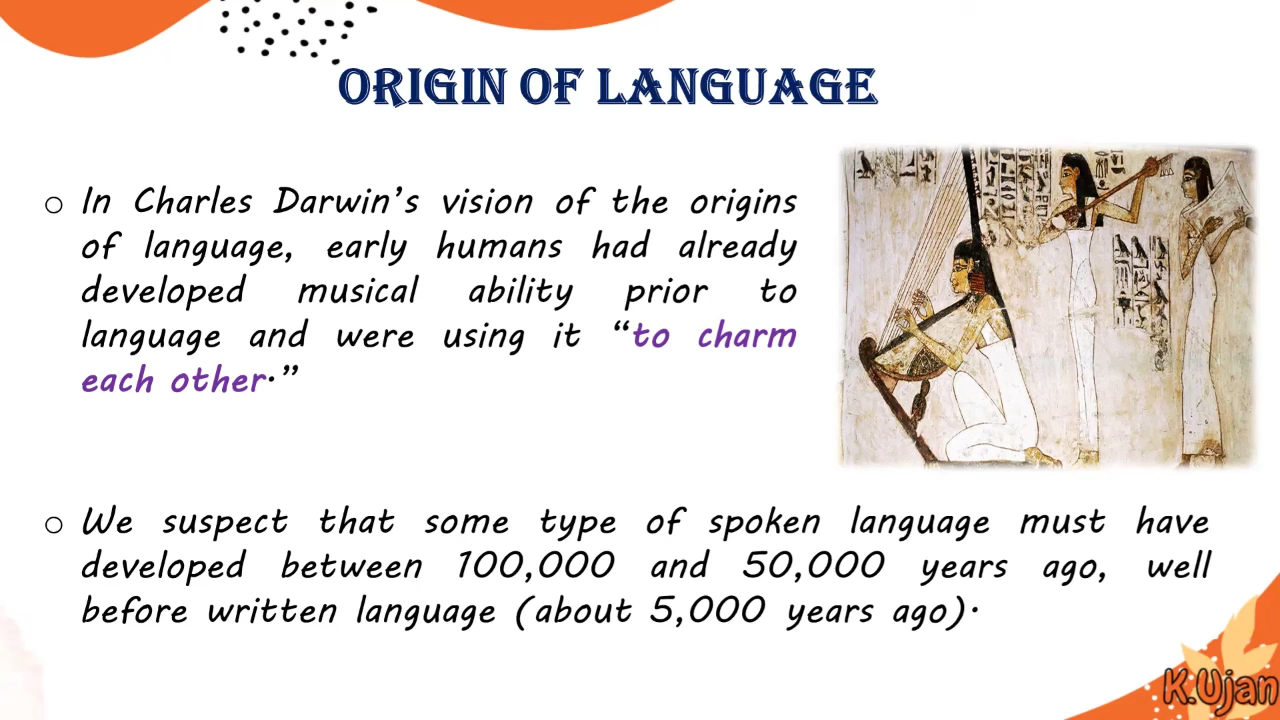 ORIGIN OF LANGUAGE
o In Charles Darwin’s vision of the origins
of language, early humans had already
developed musical ability prior to
language and were using it “to charm
each other.”
o We suspect that some type of spoken language must have
developed between 100,000 and 50,000 years ago, well
before written language (about 5,000 years ago).
K.Ujan